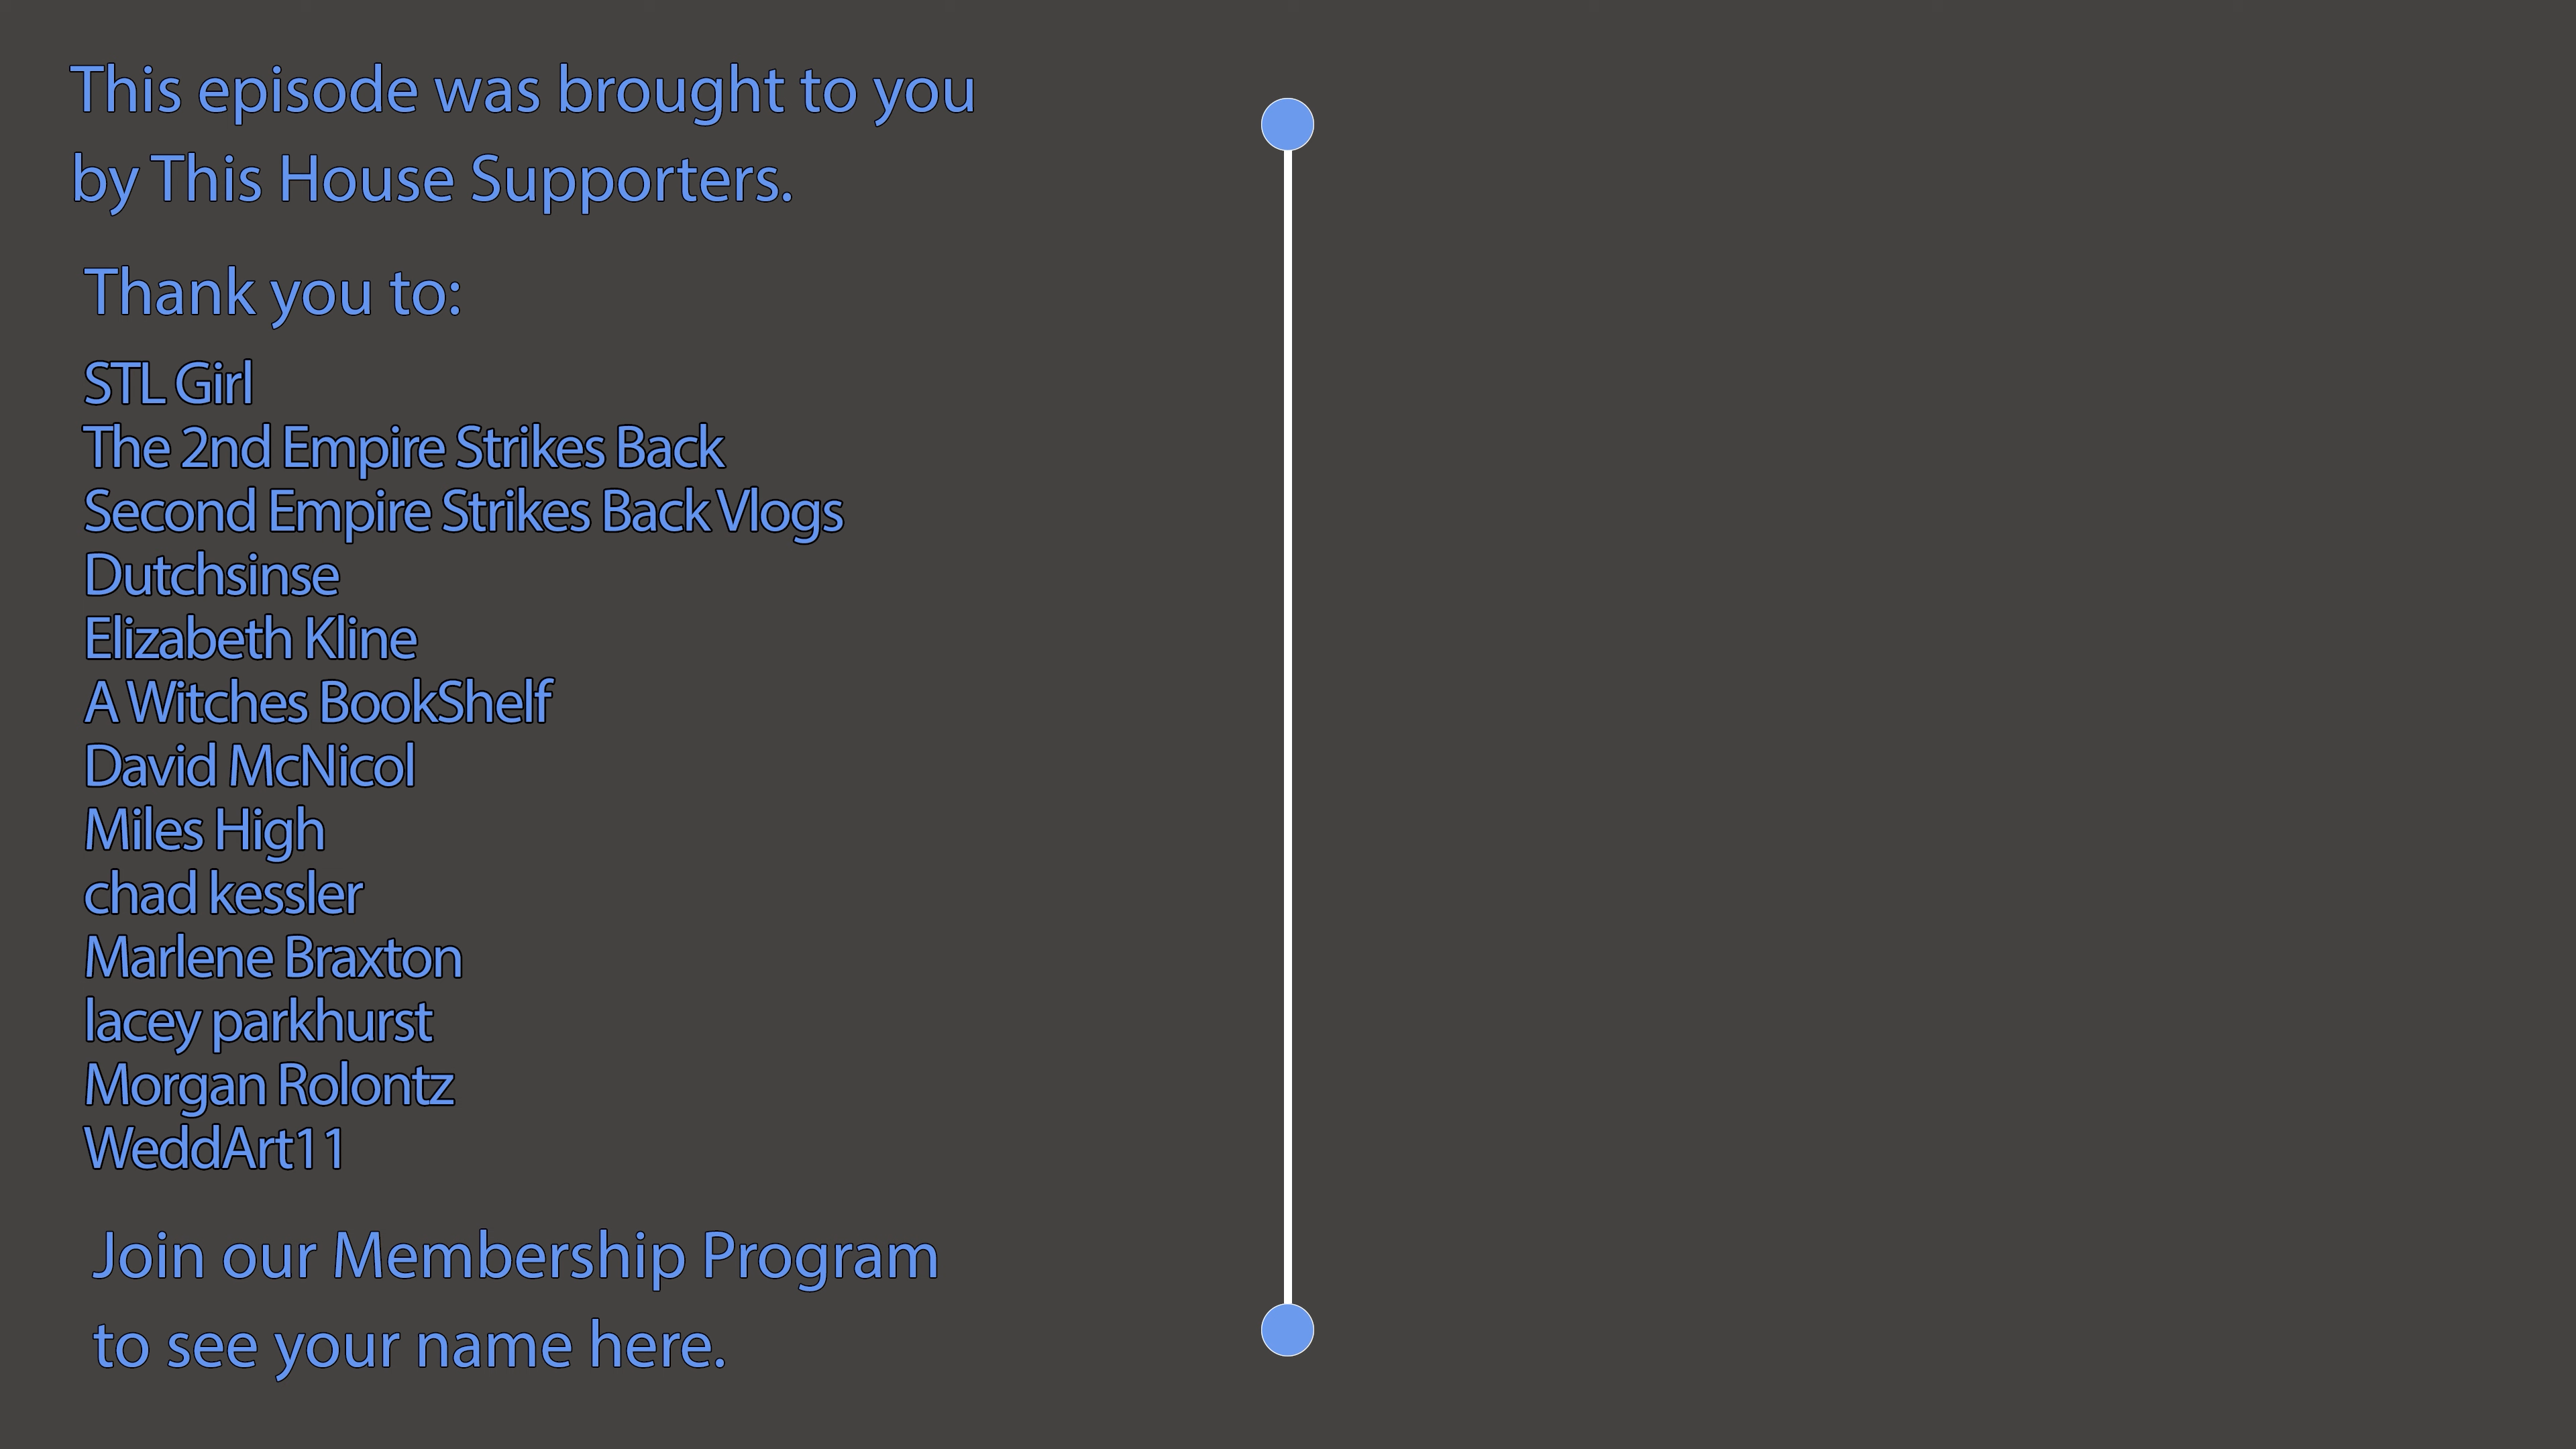 This episode was brought to you
by This House Supporters.
Thank you to:
STL Girl
The 2nd Empire Strikes Back
Second Empire Strikes Back Vlogs
Dutchsinse
Elizabeth Kline
A Witches BookShelf
David McNicol
Miles High
chad kessler
Marlene Braxton
lacey parkhurst
Morgan Rolontz
WeddArt11
Join our Membership Program
to see your name here.